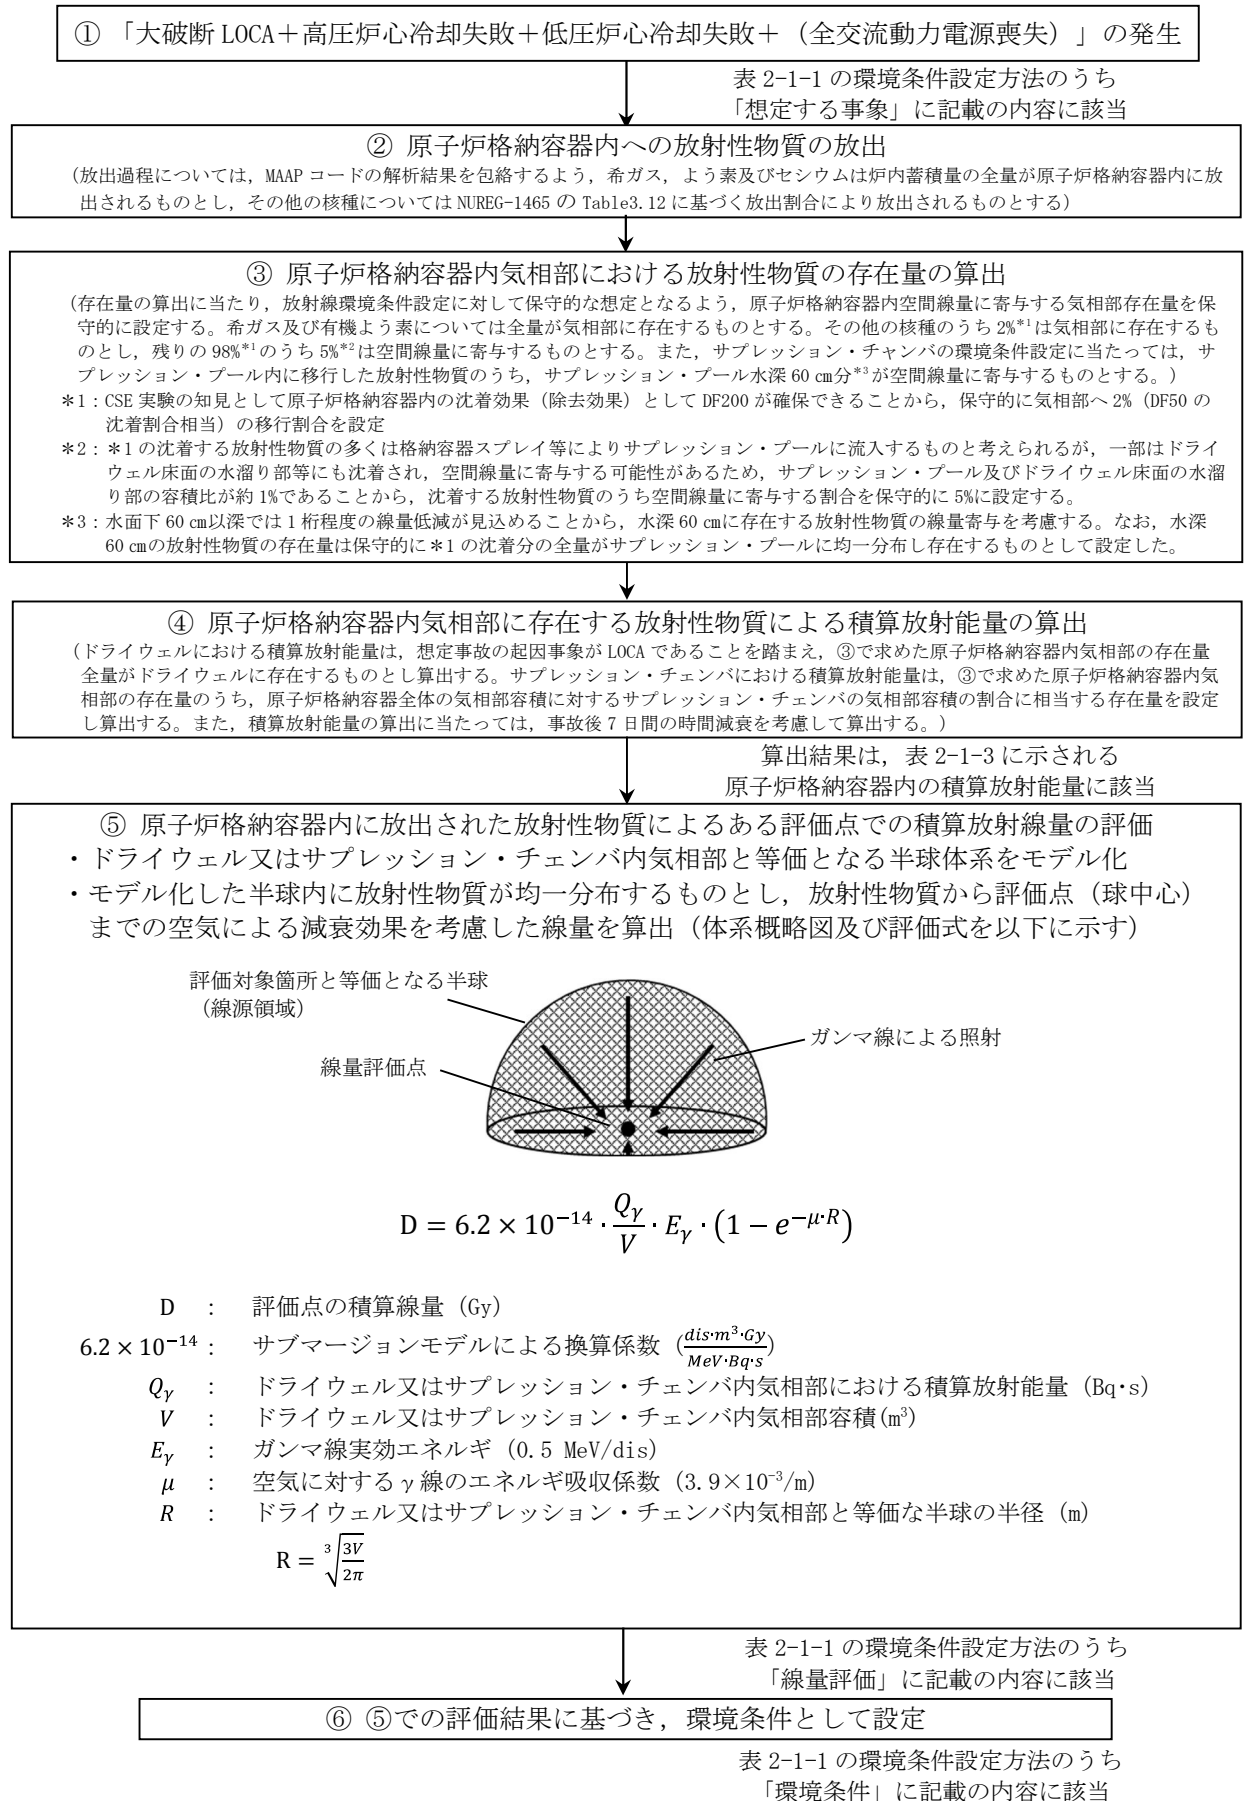 ① 「大破断 LOCA＋高圧炉心冷却失敗＋低圧炉心冷却失敗＋（全交流動力電源喪失）」の発生
表 2-1-1 の環境条件設定方法のうち
「想定する事象」に記載の内容に該当
② 原子炉格納容器内への放射性物質の放出
（放出過程については，MAAP コードの解析結果を包絡するよう，希ガス，よう素及びセシウムは炉内蓄積量の全量が原子炉格納容器内に放
出されるものとし，その他の核種については NUREG-1465 の Table3.12 に基づく放出割合により放出されるものとする）
③ 原子炉格納容器内気相部における放射性物質の存在量の算出
（存在量の算出に当たり，放射線環境条件設定に対して保守的な想定となるよう，原子炉格納容器内空間線量に寄与する気相部存在量を保
守的に設定する。希ガス及び有機よう素については全量が気相部に存在するものとする。その他の核種のうち 2%*1は気相部に存在するも
のとし，残りの 98%*1のうち 5%*2は空間線量に寄与するものとする。また，サプレッション・チャンバの環境条件設定に当たっては，サ
プレッション・プール内に移行した放射性物質のうち，サプレッション・プール水深 60 ㎝分*3が空間線量に寄与するものとする。）
＊1：CSE 実験の知見として原子炉格納容器内の沈着効果（除去効果）として DF200 が確保できることから，保守的に気相部へ 2%（DF50 の
沈着割合相当）の移行割合を設定
＊2：＊1 の沈着する放射性物質の多くは格納容器スプレイ等によりサプレッション・プールに流入するものと考えられるが，一部はドライ
ウェル床面の水溜り部等にも沈着され，空間線量に寄与する可能性があるため，サプレッション・プール及びドライウェル床面の水溜
り部の容積比が約 1%であることから，沈着する放射性物質のうち空間線量に寄与する割合を保守的に 5%に設定する。
＊3：水面下 60 ㎝以深では 1 桁程度の線量低減が見込めることから，水深 60 ㎝に存在する放射性物質の線量寄与を考慮する。なお，水深
60 ㎝の放射性物質の存在量は保守的に＊1 の沈着分の全量がサプレッション・プールに均一分布し存在するものとして設定した。
④ 原子炉格納容器内気相部に存在する放射性物質による積算放射能量の算出
（ドライウェルにおける積算放射能量は，想定事故の起因事象が LOCA であることを踏まえ，③で求めた原子炉格納容器内気相部の存在量
全量がドライウェルに存在するものとし算出する。サプレッション・チェンバにおける積算放射能量は，③で求めた原子炉格納容器内気
相部の存在量のうち，原子炉格納容器全体の気相部容積に対するサプレッション・チェンバの気相部容積の割合に相当する存在量を設定
し算出する。また，積算放射能量の算出に当たっては，事故後 7 日間の時間減衰を考慮して算出する。）
算出結果は，表 2-1-3 に示される
原子炉格納容器内の積算放射能量に該当
⑤ 原子炉格納容器内に放出された放射性物質によるある評価点での積算放射線量の評価
・ドライウェル又はサプレッション・チェンバ内気相部と等価となる半球体系をモデル化
・モデル化した半球内に放射性物質が均一分布するものとし，放射性物質から評価点（球中心）
までの空気による減衰効果を考慮した線量を算出（体系概略図及び評価式を以下に示す）
評価対象箇所と等価となる半球
（線源領域）
ガンマ線による照射
線量評価点
D = 6.2 × 10⁻¹⁴ · Qγ/V · Eγ · (1 − e^(−μ·R))
D ： 評価点の積算線量（Gy）
6.2 × 10⁻¹⁴： サブマージョンモデルによる換算係数（dis·m³·Gy/MeV·Bq·s）
Qγ ： ドライウェル又はサプレッション・チェンバ内気相部における積算放射能量（Bq・s）
V ： ドライウェル又はサプレッション・チェンバ内気相部容積(m³)
Eγ ： ガンマ線実効エネルギ（0.5 MeV/dis）
μ ： 空気に対するγ線のエネルギ吸収係数（3.9×10⁻³/m）
R ： ドライウェル又はサプレッション・チェンバ内気相部と等価な半球の半径（m）
R = ∛(3V/2π)
表 2-1-1 の環境条件設定方法のうち
「線量評価」に記載の内容に該当
⑥ ⑤での評価結果に基づき，環境条件として設定
表 2-1-1 の環境条件設定方法のうち
「環境条件」に記載の内容に該当